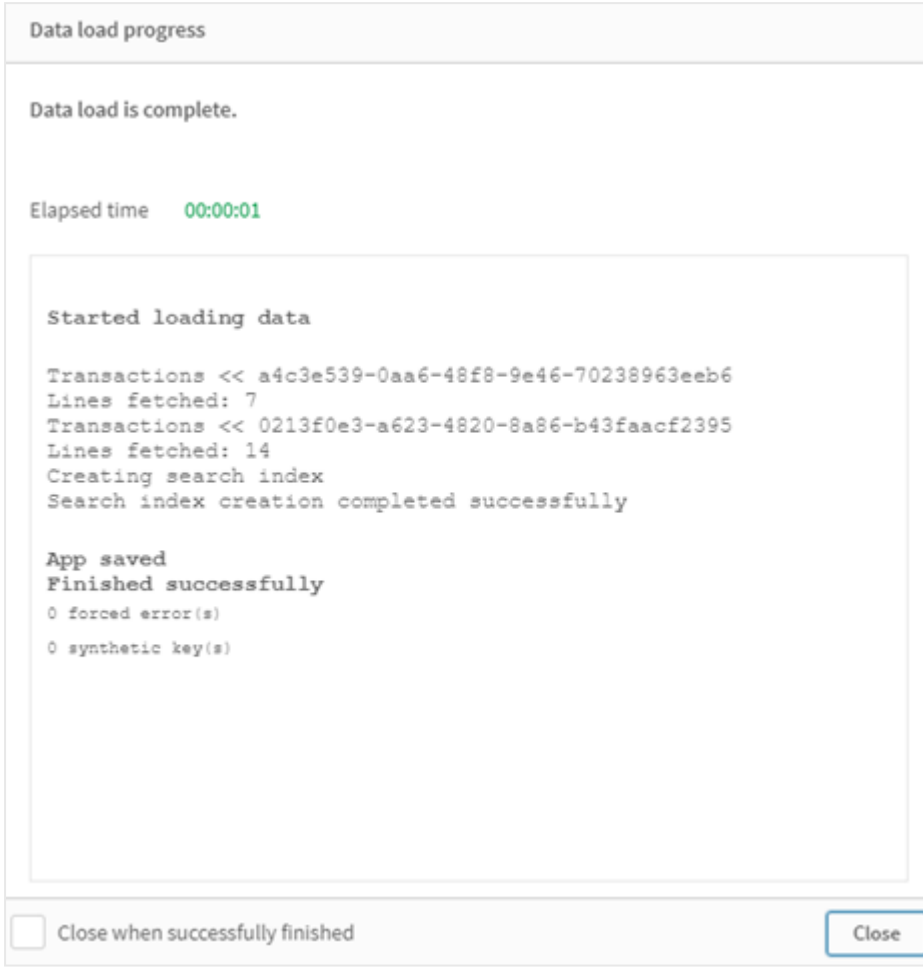 Data load progress
Data load is complete.
Elapsed time 00:00:01
Started loading data
Transactions << a4c3e539-0aa6-48f8-9e46-70238963eeb6
Lines fetched: 7
Transactions << 0213f0e3-a623-4820-8a86-b43faacf2395
Lines fetched: 14
Creating search index
Search index creation completed successfully
App saved
Finished successfully
0 forced error(s)
0 synthetic key(s)
Close when successfully finished
Close